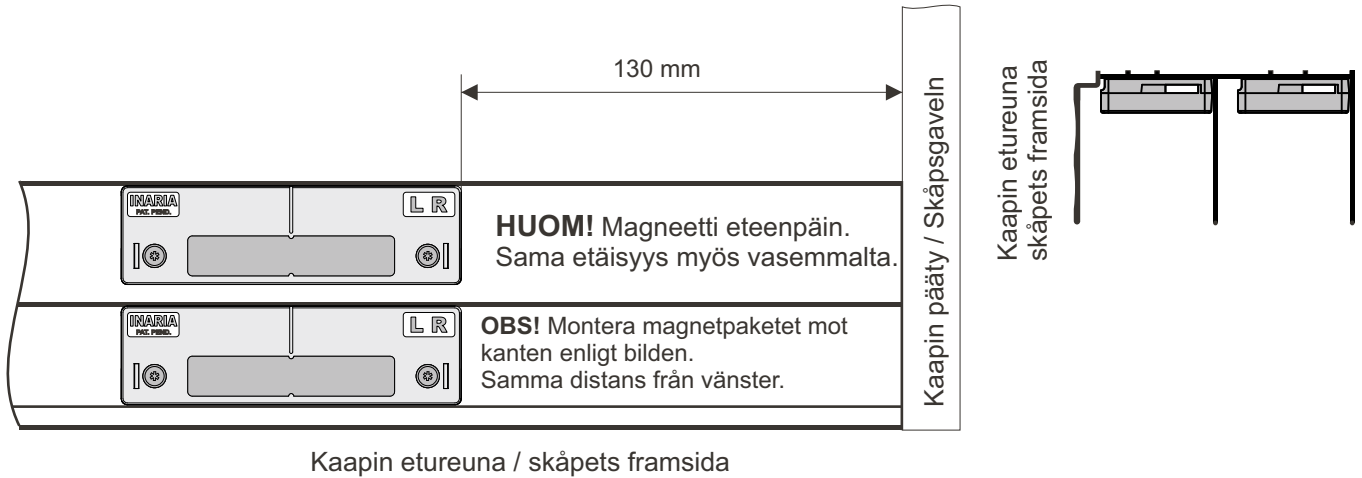 130 mm
INARIA
PAT. PEND.
L R
HUOM! Magneetti eteenpäin.
Sama etäisyys myös vasemmalta.
INARIA
PAT. PEND.
L R
OBS! Montera magnetpaketet mot
kanten enligt bilden.
Samma distans från vänster.
Kaapin pääty / Skåpsgaveln
Kaapin etureuna
skåpets framsida
Kaapin etureuna / skåpets framsida